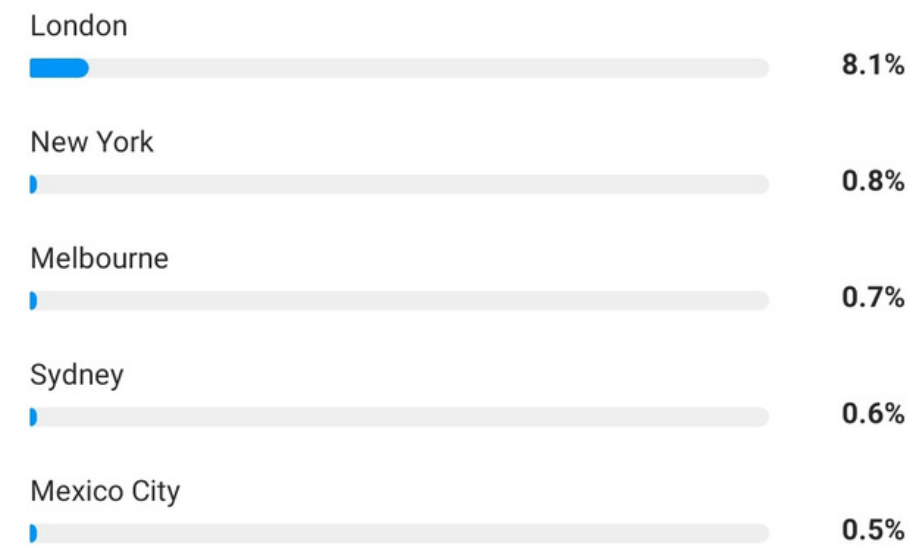 London
8.1%
New York
0.8%
Melbourne
0.7%
Sydney
0.6%
Mexico City
0.5%